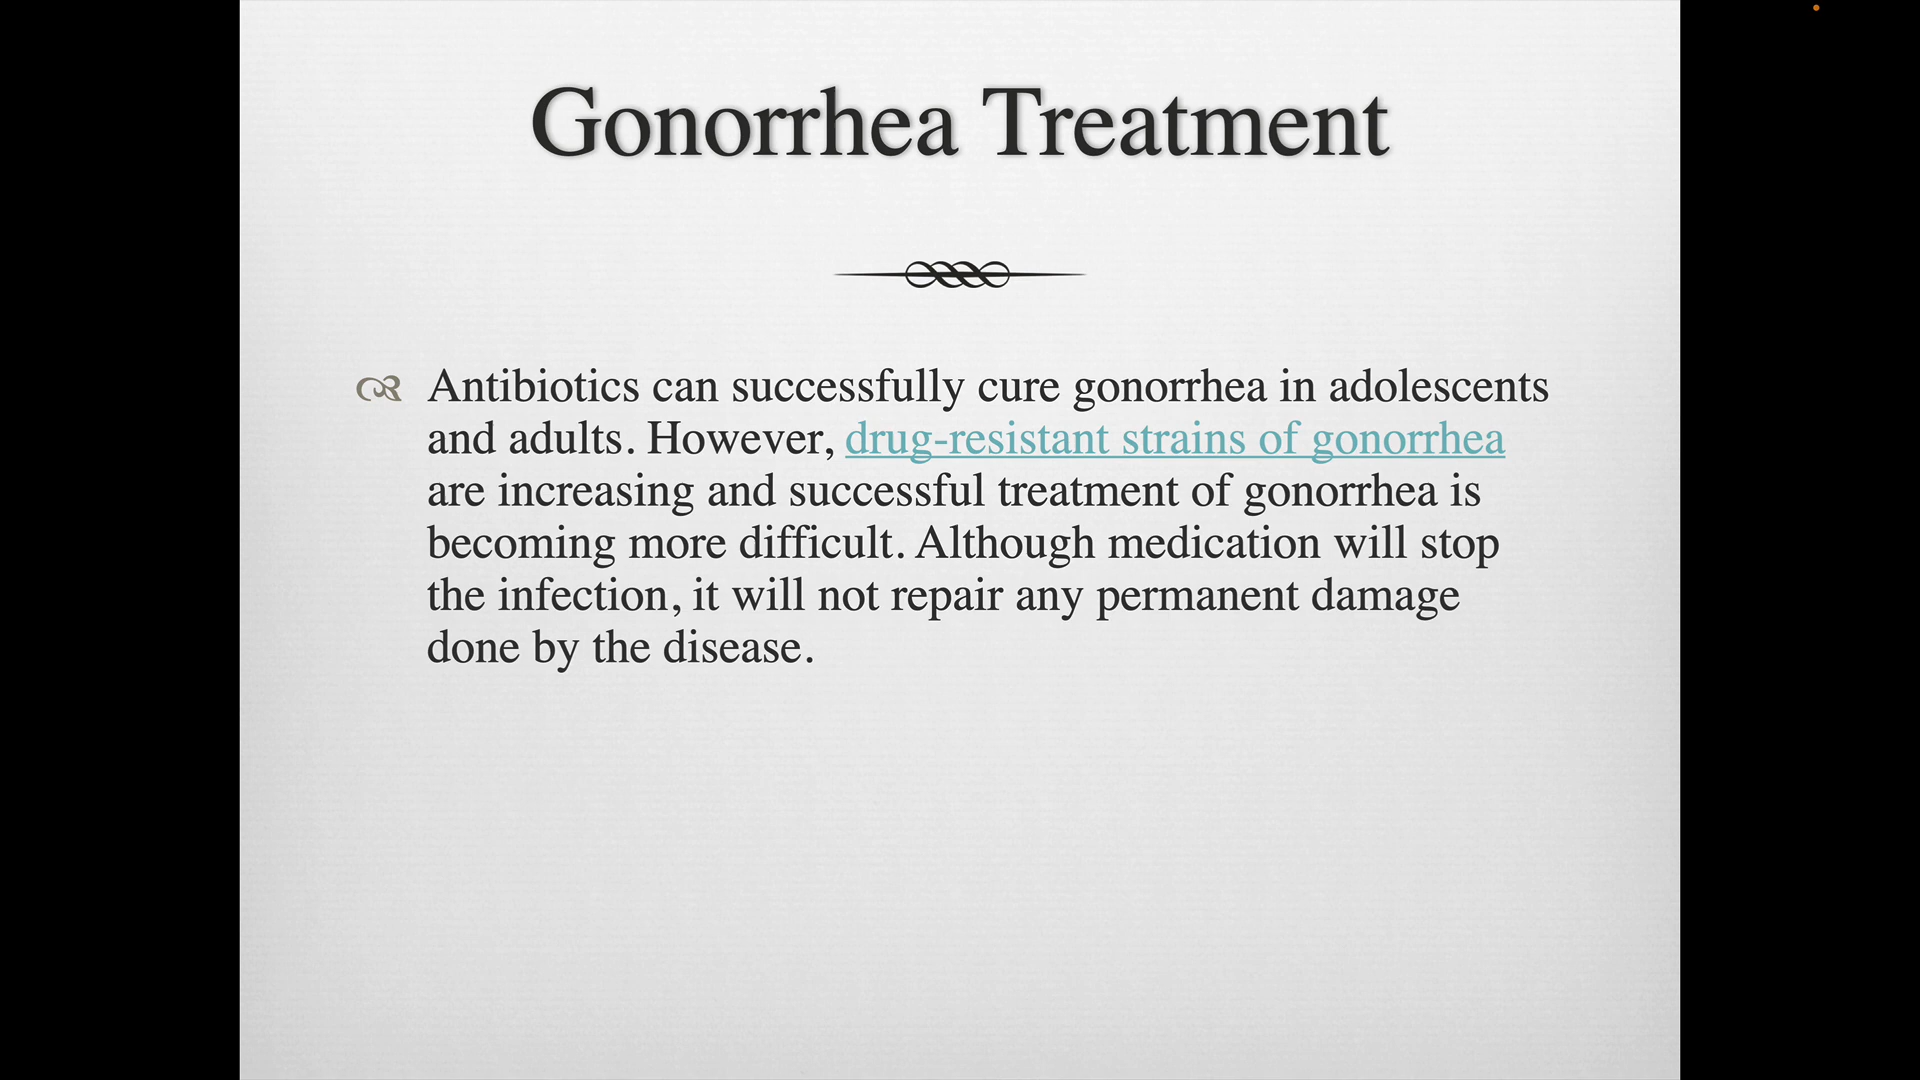 Gonorrhea Treatment
Antibiotics can successfully cure gonorrhea in adolescents
and adults. However, drug-resistant strains of gonorrhea
are increasing and successful treatment of gonorrhea is
becoming more difficult. Although medication will stop
the infection, it will not repair any permanent damage
done by the disease.